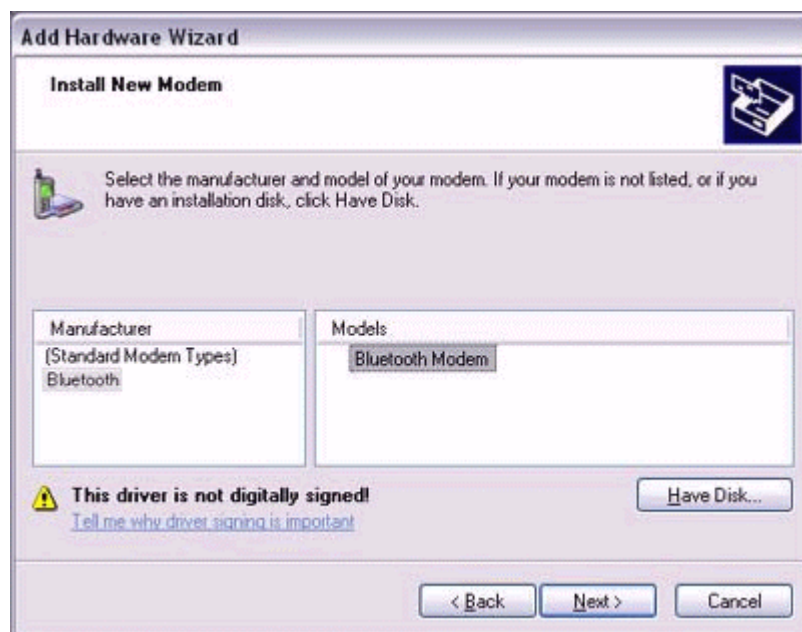 Add Hardware Wizard
Install New Modem
Select the manufacturer and model of your modem. If your modem is not listed, or if you
have an installation disk, click Have Disk.
Manufacturer
(Standard Modem Types)
Bluetooth
Models
Bluetooth Modem
This driver is not digitally signed!
Tell me why driver signing is important
Have Disk...
< Back
Next >
Cancel